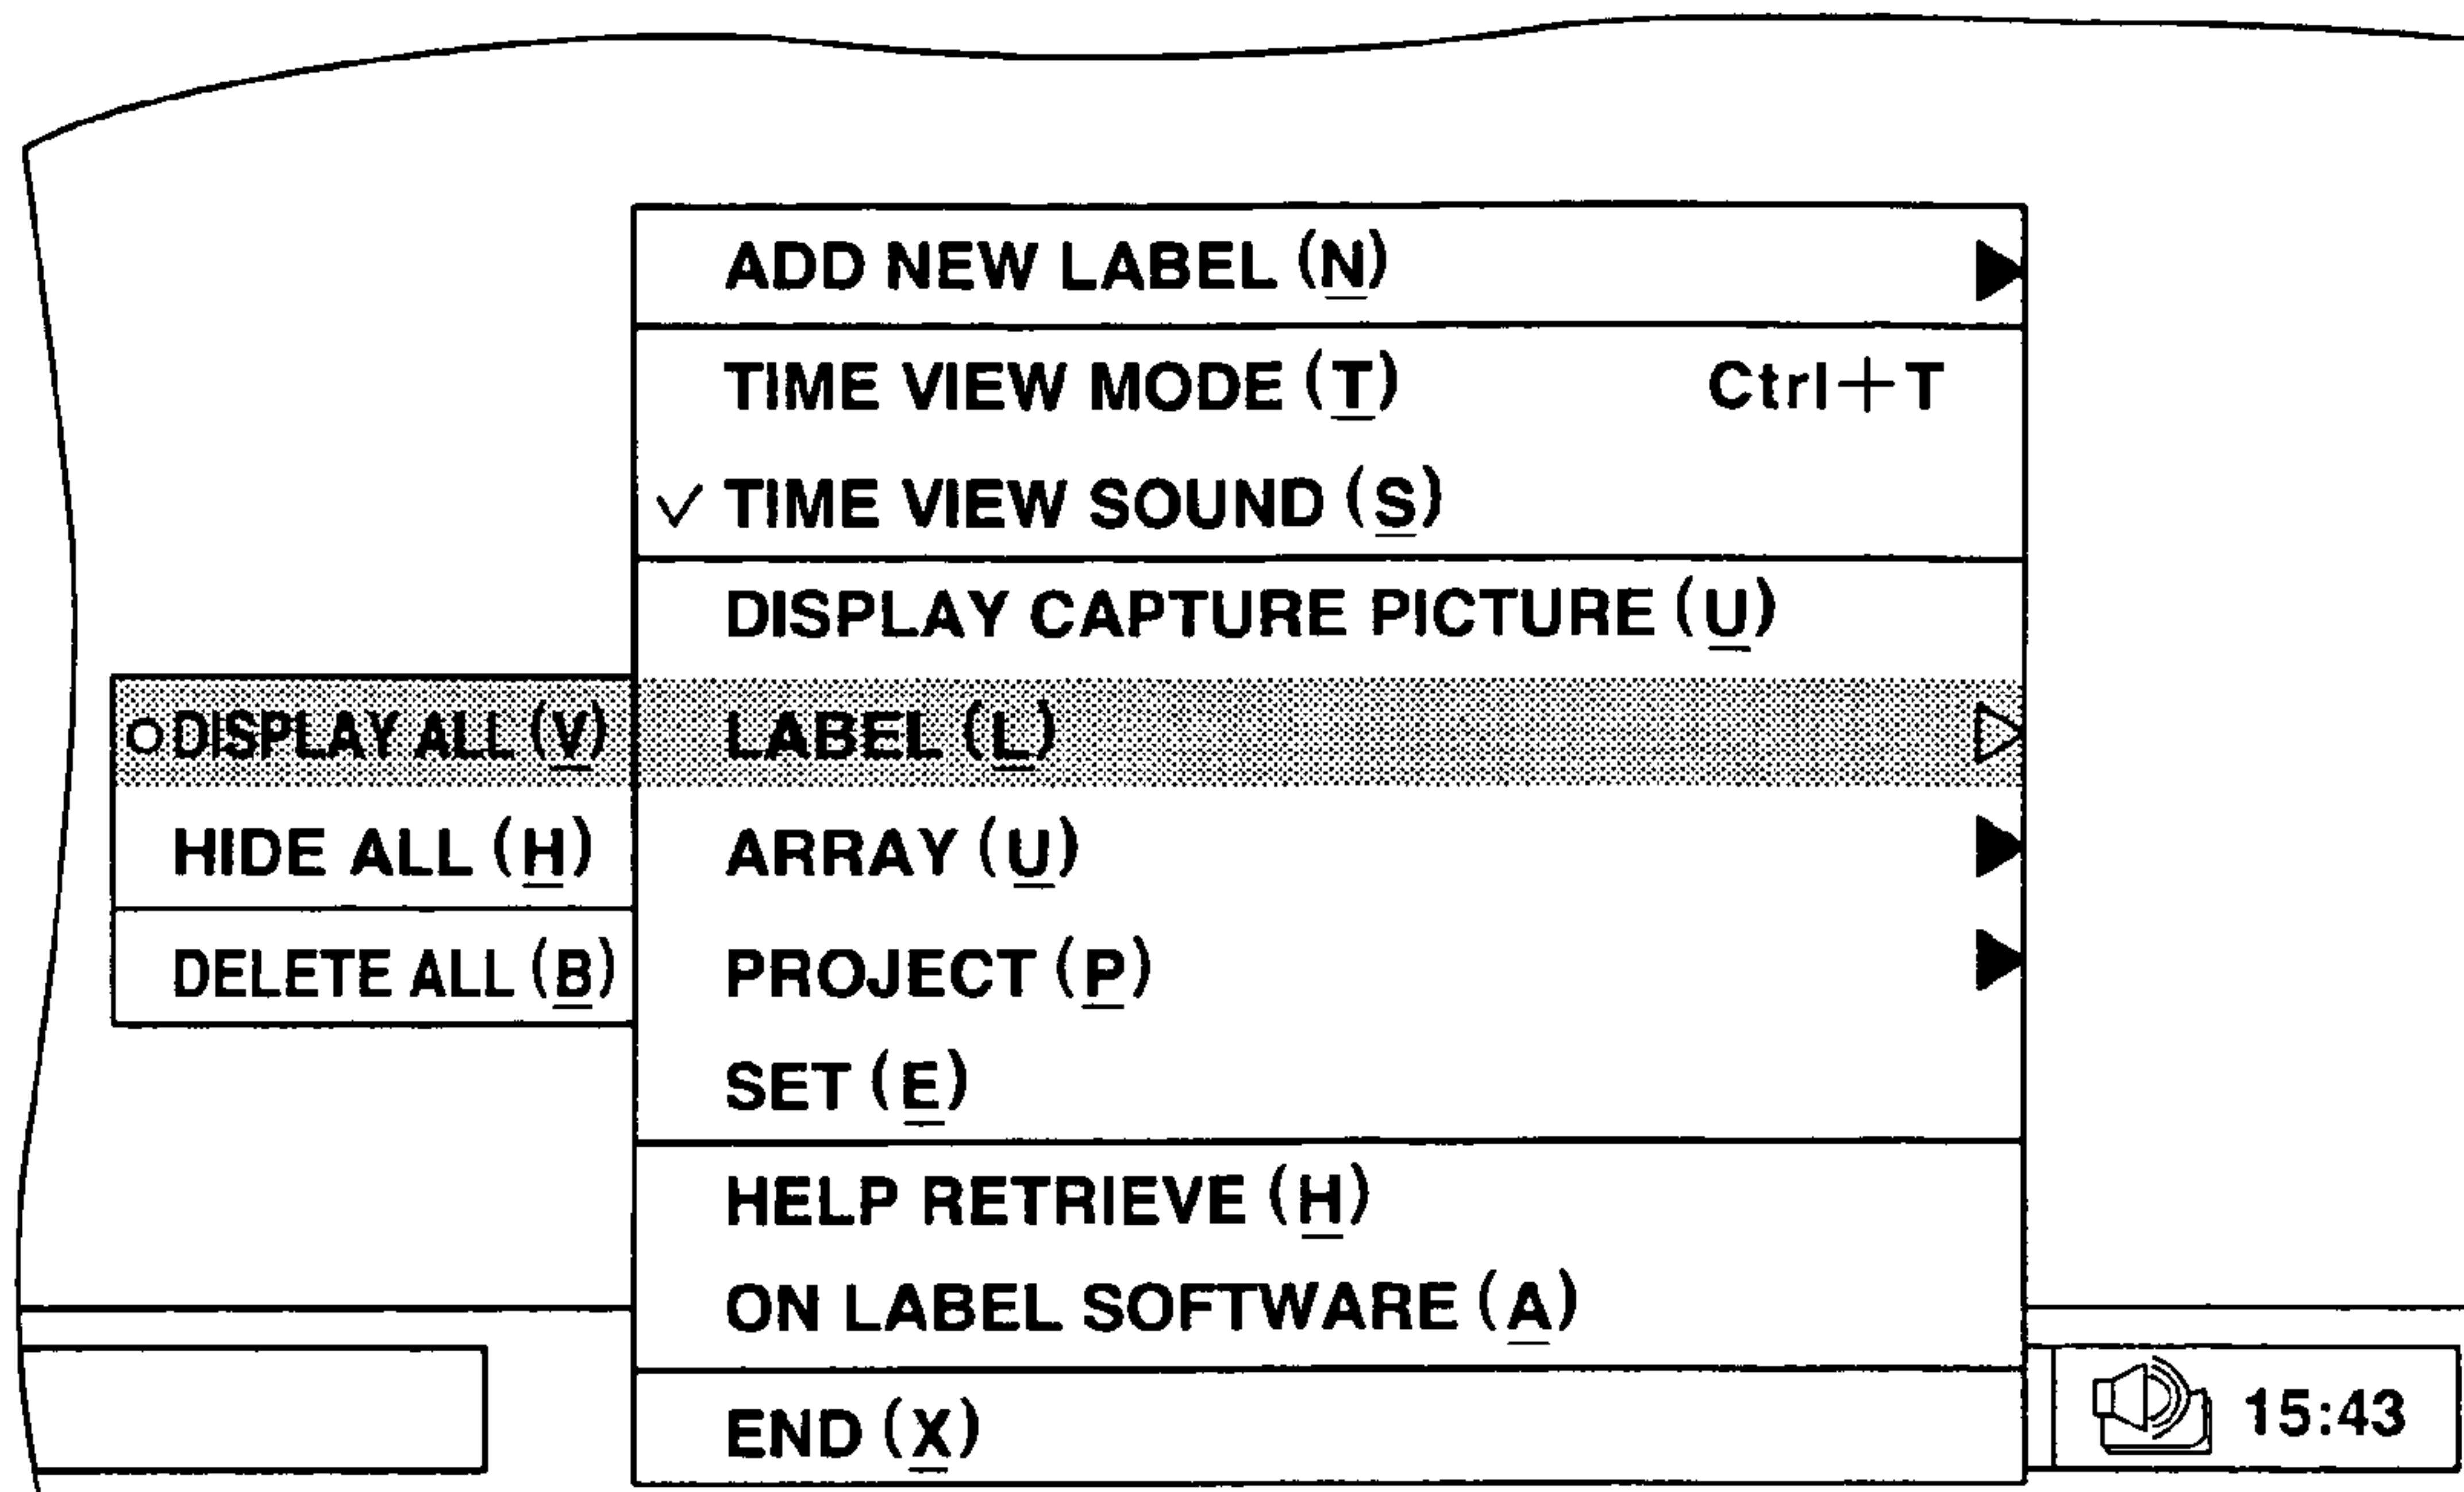 ADD NEW LABEL (N)
TIME VIEW MODE (T) Ctrl+T
✓ TIME VIEW SOUND (S)
DISPLAY CAPTURE PICTURE (U)
LABEL (L)
ARRAY (U)
PROJECT (P)
SET (E)
HELP RETRIEVE (H)
ON LABEL SOFTWARE (A)
END (X)
○DISPLAY ALL (V)
HIDE ALL (H)
DELETE ALL (B)
15:43